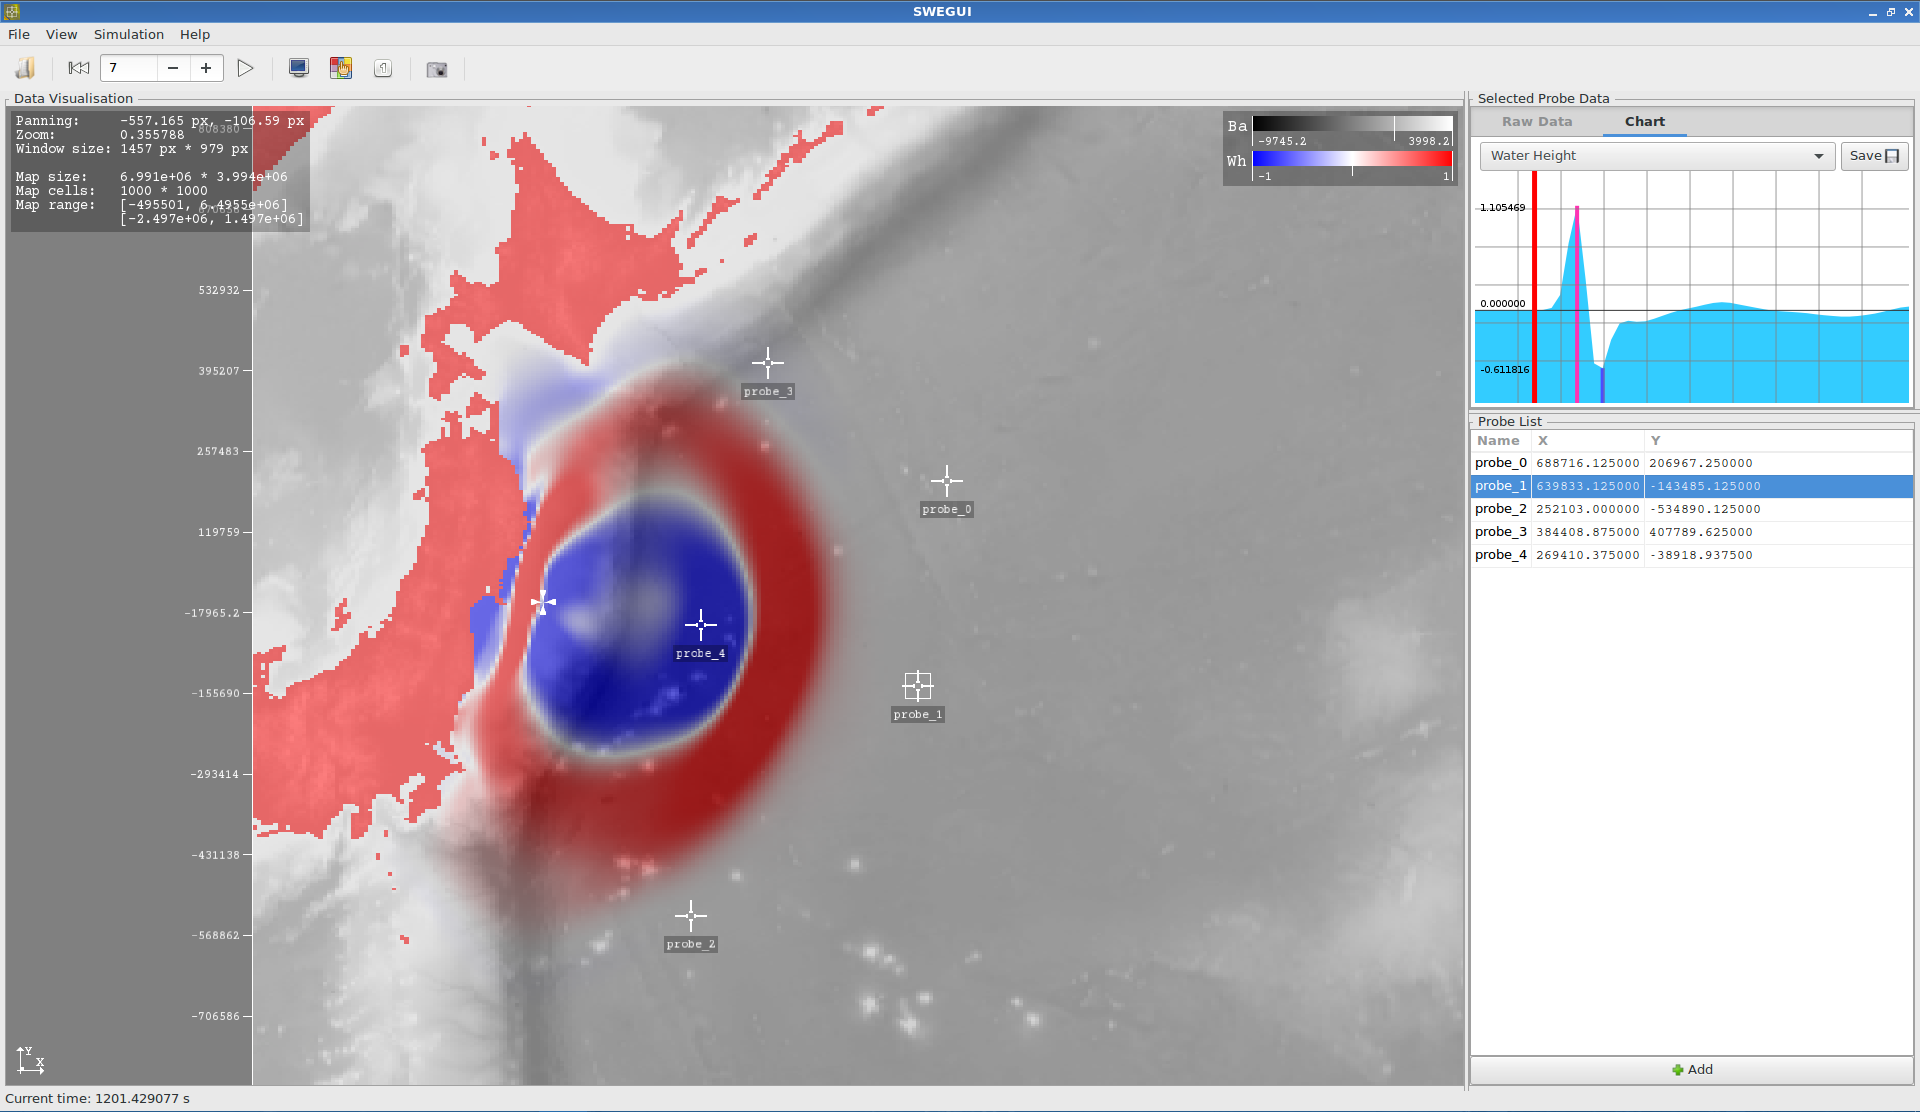 SWEGUI
File View Simulation Help
7
Data Visualisation
Panning: -557.165 px, -106.59 px
Zoom: 0.355788
Window size: 1457 px * 979 px
Map size: 6.991e+06 * 3.994e+06
Map cells: 1000 * 1000
Map range: [-495501, 6.4955e+06]
[-2.497e+06, 1.497e+06]
808380
532932
395207
257483
119759
-17965.2
-155690
-293414
-431138
-568862
-706586
Y
X
Ba
-9745.2 3998.2
Wh
-1 1
probe_3
probe_0
probe_4
probe_1
probe_2
Selected Probe Data
Raw Data Chart
Water Height Save
1.105469
0.000000
-0.611816
Probe List
Name X Y
probe_0 688716.125000 206967.250000
probe_1 639833.125000 -143485.125000
probe_2 252103.000000 -534890.125000
probe_3 384408.875000 407789.625000
probe_4 269410.375000 -38918.937500
Add
Current time: 1201.429077 s